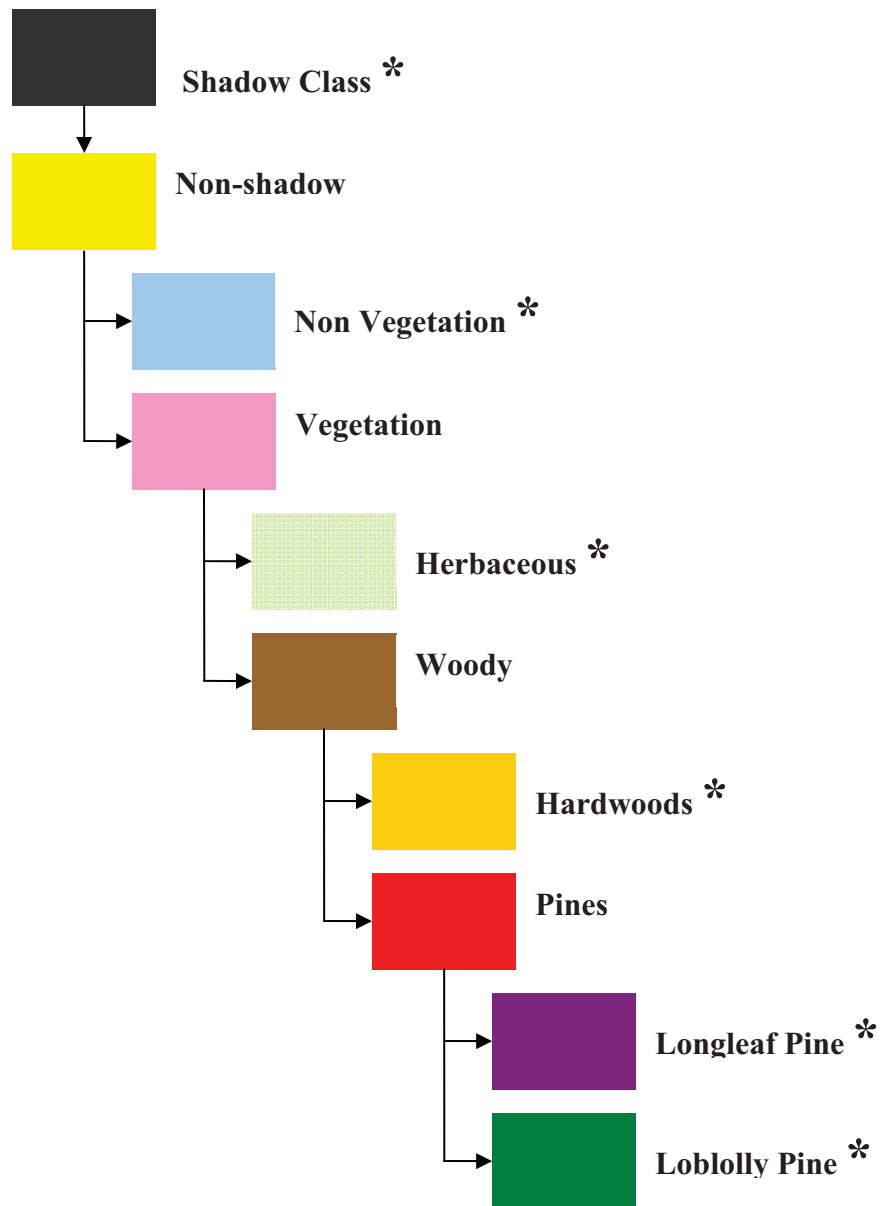 Shadow Class *
Non-shadow
Non Vegetation *
Vegetation
Herbaceous *
Woody
Hardwoods *
Pines
Longleaf Pine *
Loblolly Pine *